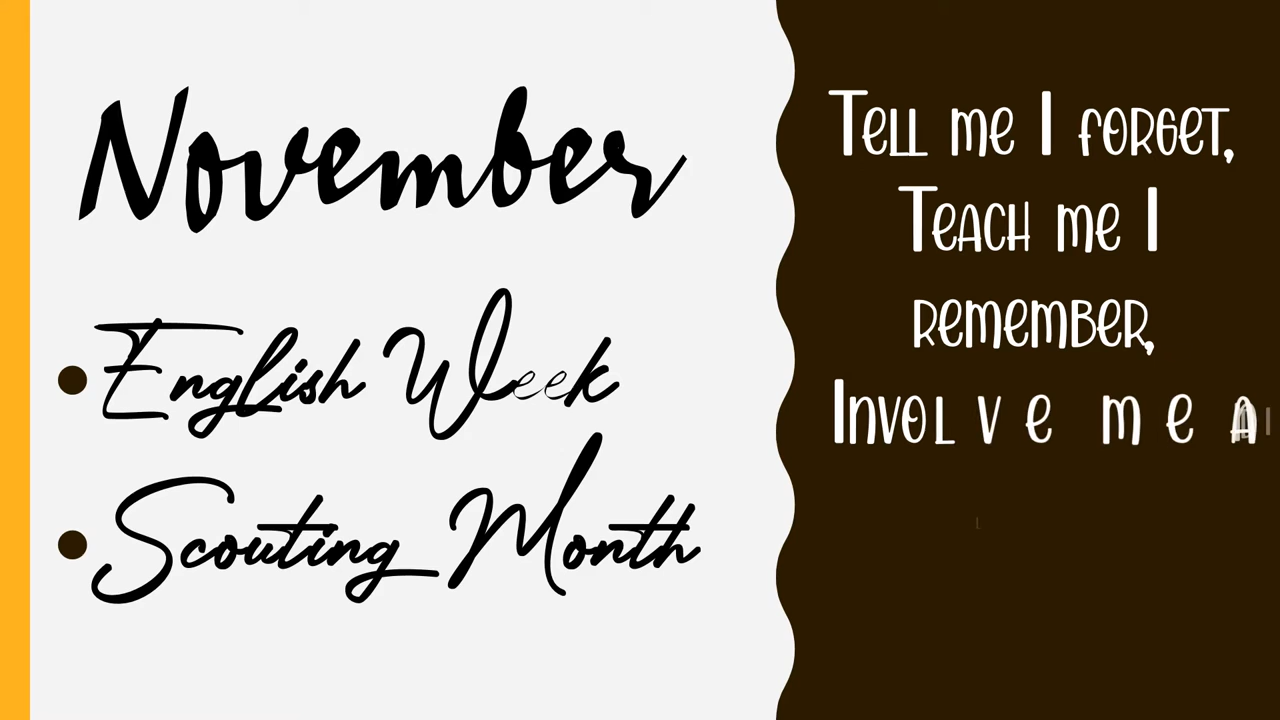 November
English Week
Scouting Month
Tell me I forget,
Teach me I
remember,
Involve me